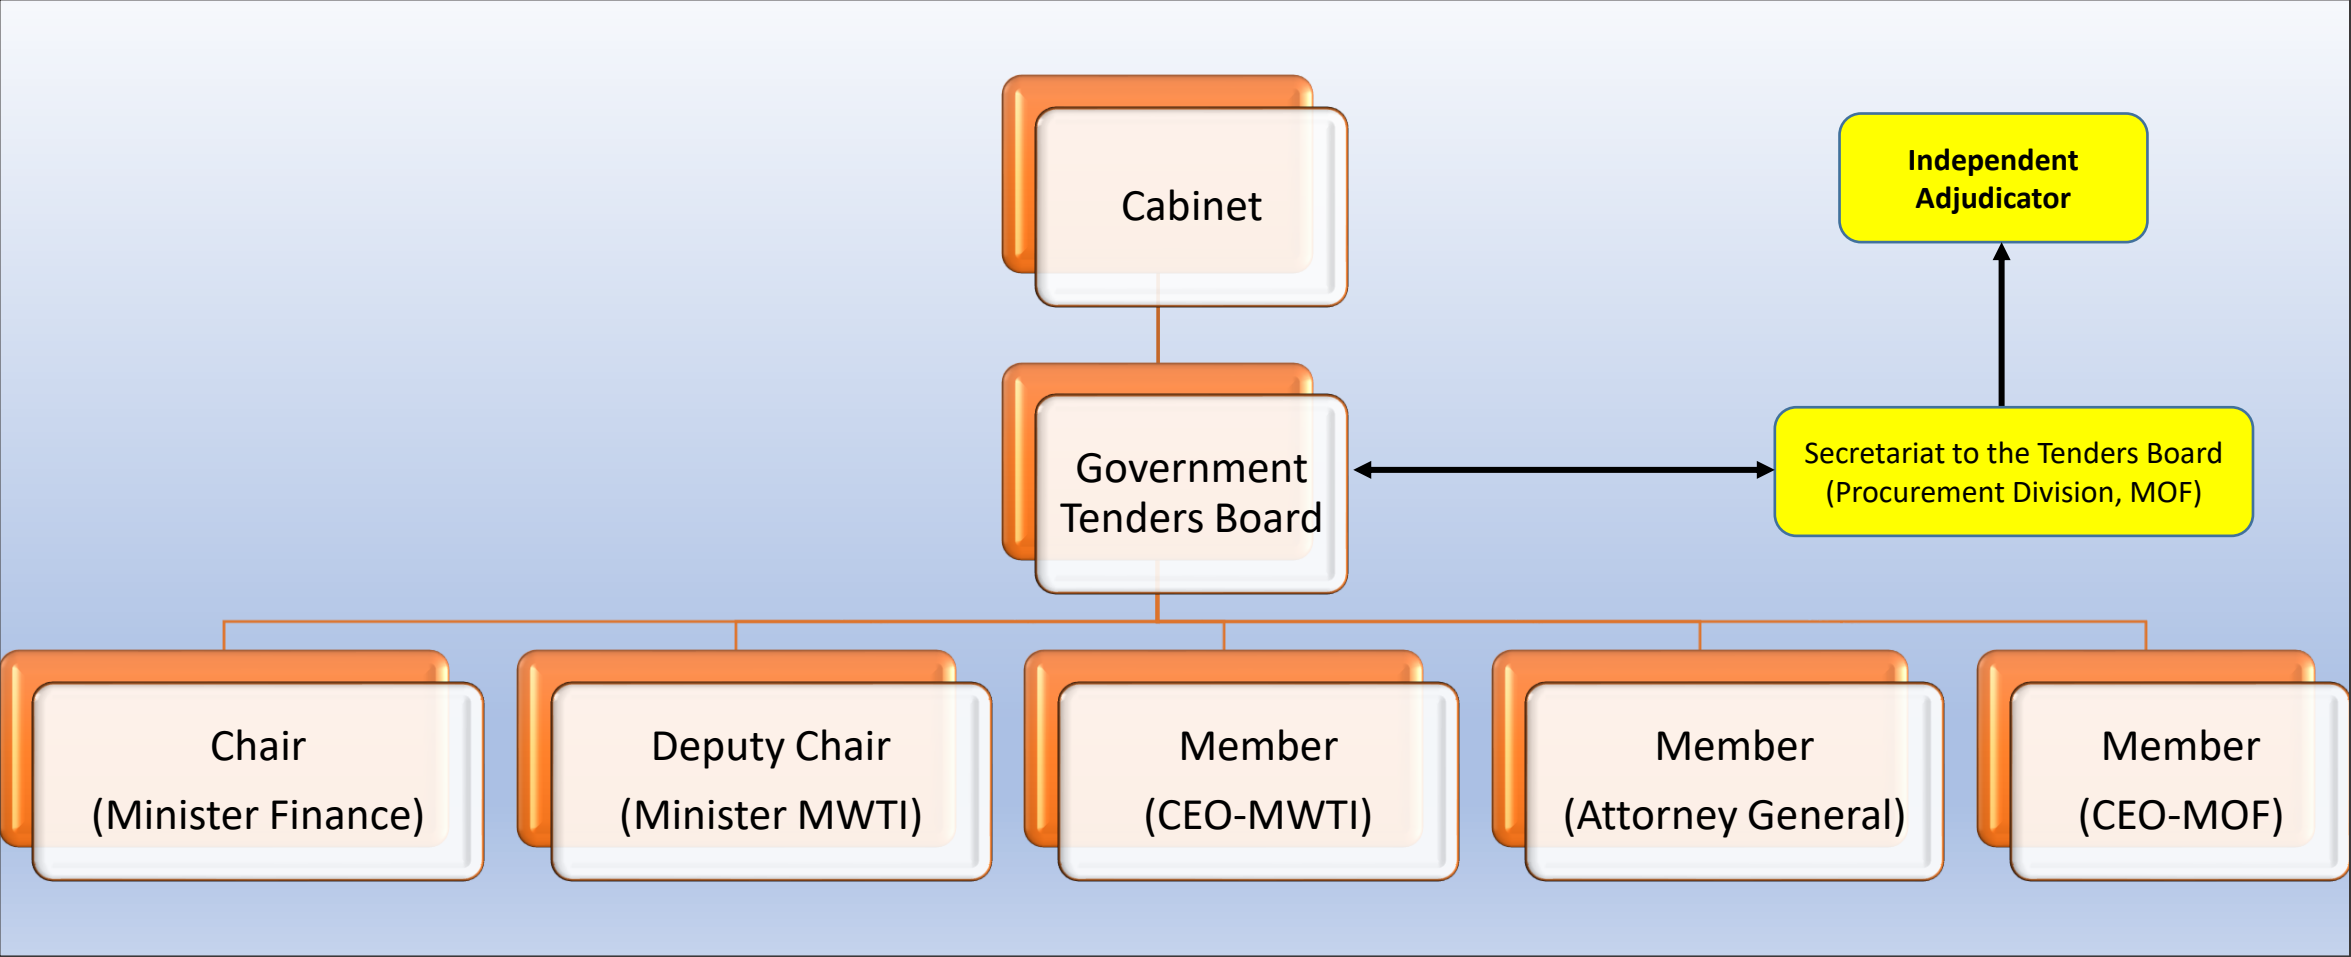 Cabinet
Independent
Adjudicator
Government
Tenders Board
Secretariat to the Tenders Board
(Procurement Division, MOF)
Chair
(Minister Finance)
Deputy Chair
(Minister MWTI)
Member
(CEO-MWTI)
Member
(Attorney General)
Member
(CEO-MOF)